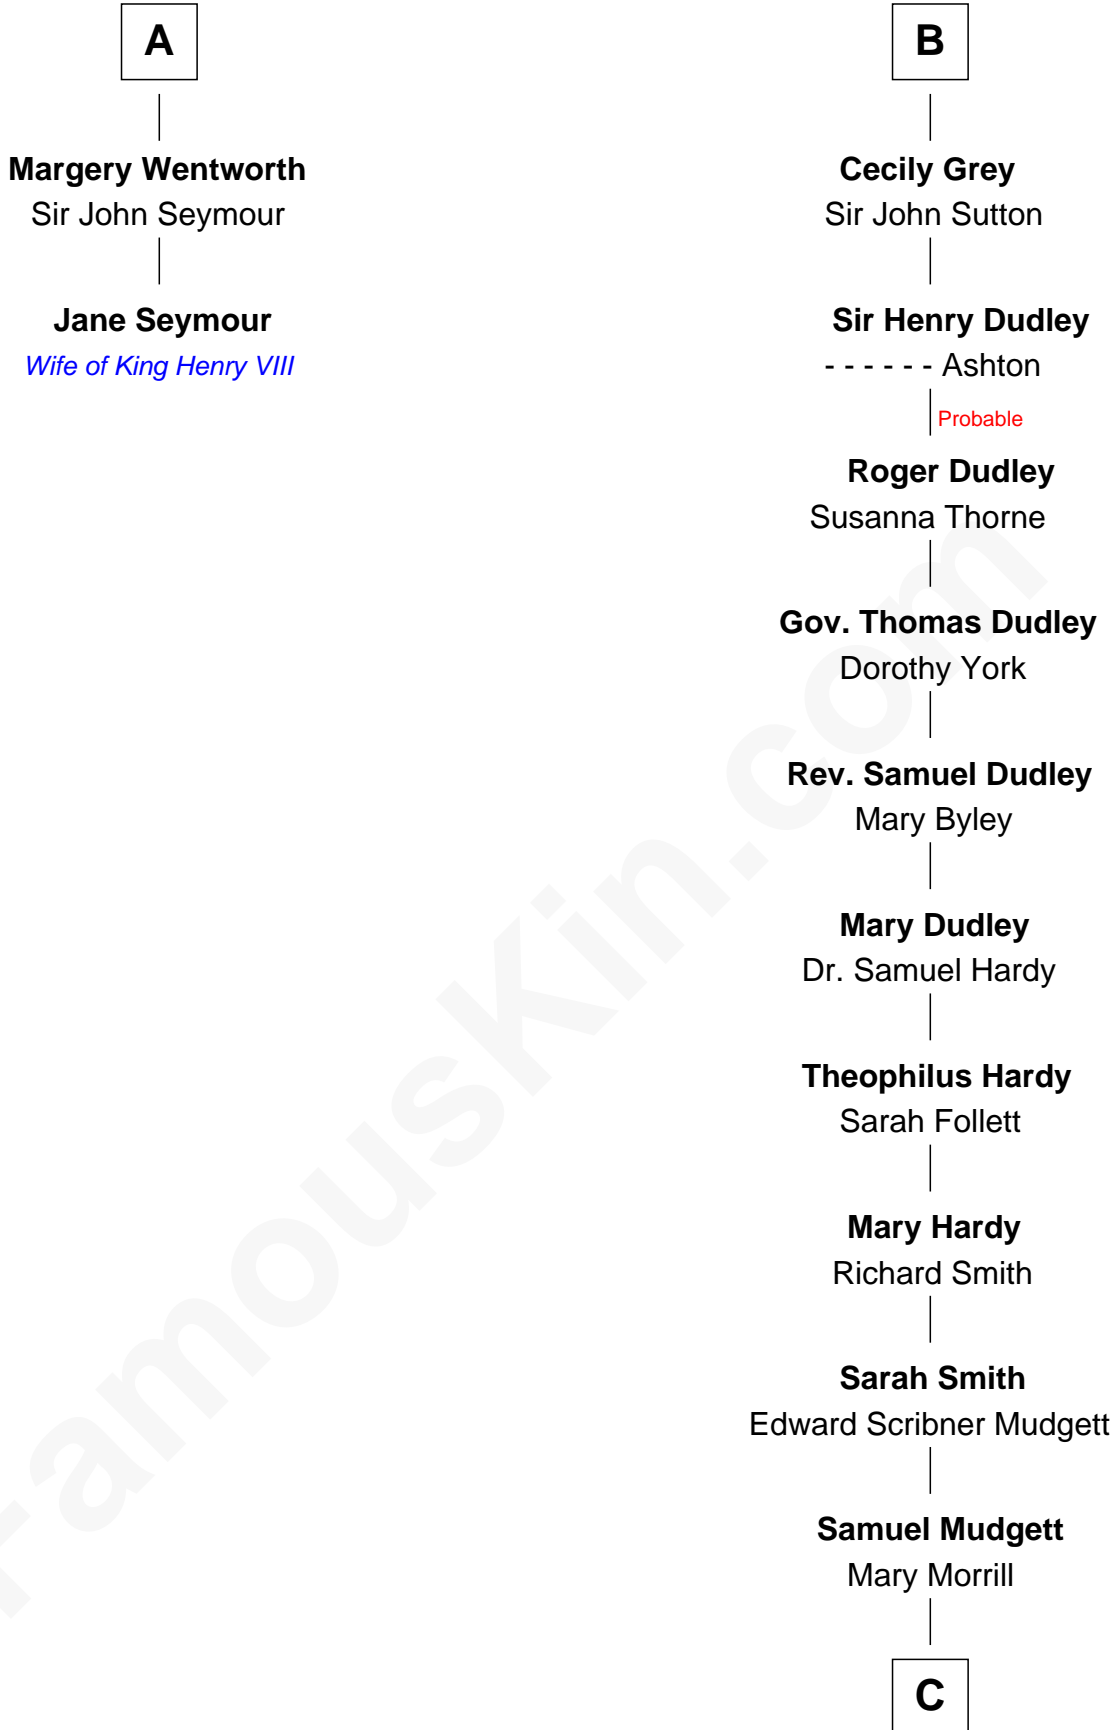 A
Margery Wentworth
Sir John Seymour
Jane Seymour
Wife of King Henry VIII
B
Cecily Grey
Sir John Sutton
Sir Henry Dudley
- - - - - - Ashton
Probable
Roger Dudley
Susanna Thorne
Gov. Thomas Dudley
Dorothy York
Rev. Samuel Dudley
Mary Byley
Mary Dudley
Dr. Samuel Hardy
Theophilus Hardy
Sarah Follett
Mary Hardy
Richard Smith
Sarah Smith
Edward Scribner Mudgett
Samuel Mudgett
Mary Morrill
C
FamousKin.com